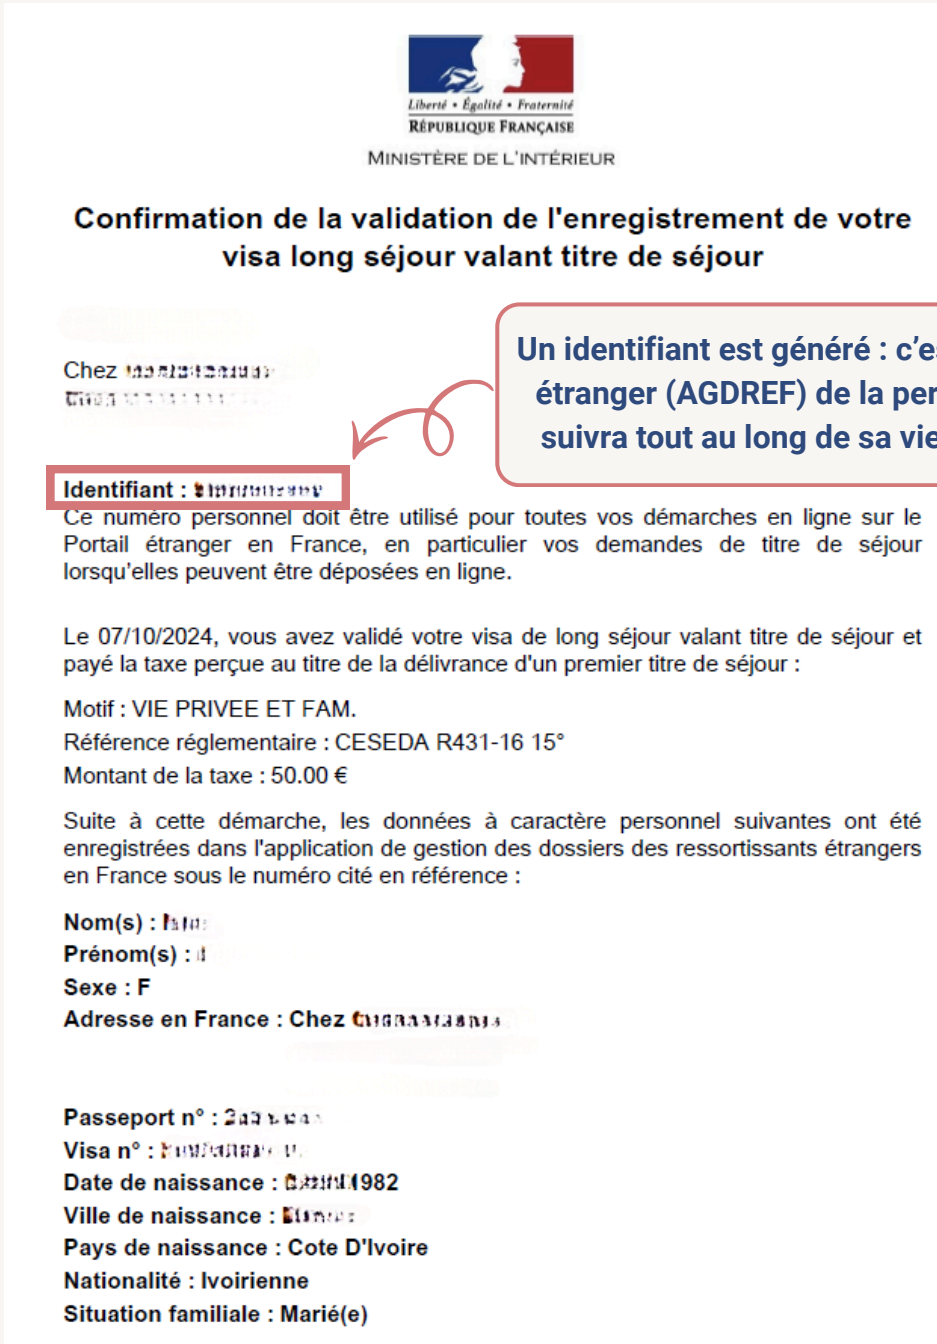 Liberté • Égalité • Fraternité
RÉPUBLIQUE FRANÇAISE
MINISTÈRE DE L'INTÉRIEUR
Confirmation de la validation de l'enregistrement de votre
visa long séjour valant titre de séjour
Un identifiant est généré : c'es
étranger (AGDREF) de la per
suivra tout au long de sa vie
Chez
Identifiant :
Ce numéro personnel doit être utilisé pour toutes vos démarches en ligne sur le
Portail étranger en France, en particulier vos demandes de titre de séjour
lorsqu'elles peuvent être déposées en ligne.
Le 07/10/2024, vous avez validé votre visa de long séjour valant titre de séjour et
payé la taxe perçue au titre de la délivrance d'un premier titre de séjour :
Motif : VIE PRIVEE ET FAM.
Référence réglementaire : CESEDA R431-16 15°
Montant de la taxe : 50.00 €
Suite à cette démarche, les données à caractère personnel suivantes ont été
enregistrées dans l'application de gestion des dossiers des ressortissants étrangers
en France sous le numéro cité en référence :
Nom(s) :
Prénom(s) :
Sexe : F
Adresse en France : Chez
Passeport n° :
Visa n° :
Date de naissance : 1982
Ville de naissance :
Pays de naissance : Cote D'Ivoire
Nationalité : Ivoirienne
Situation familiale : Marié(e)